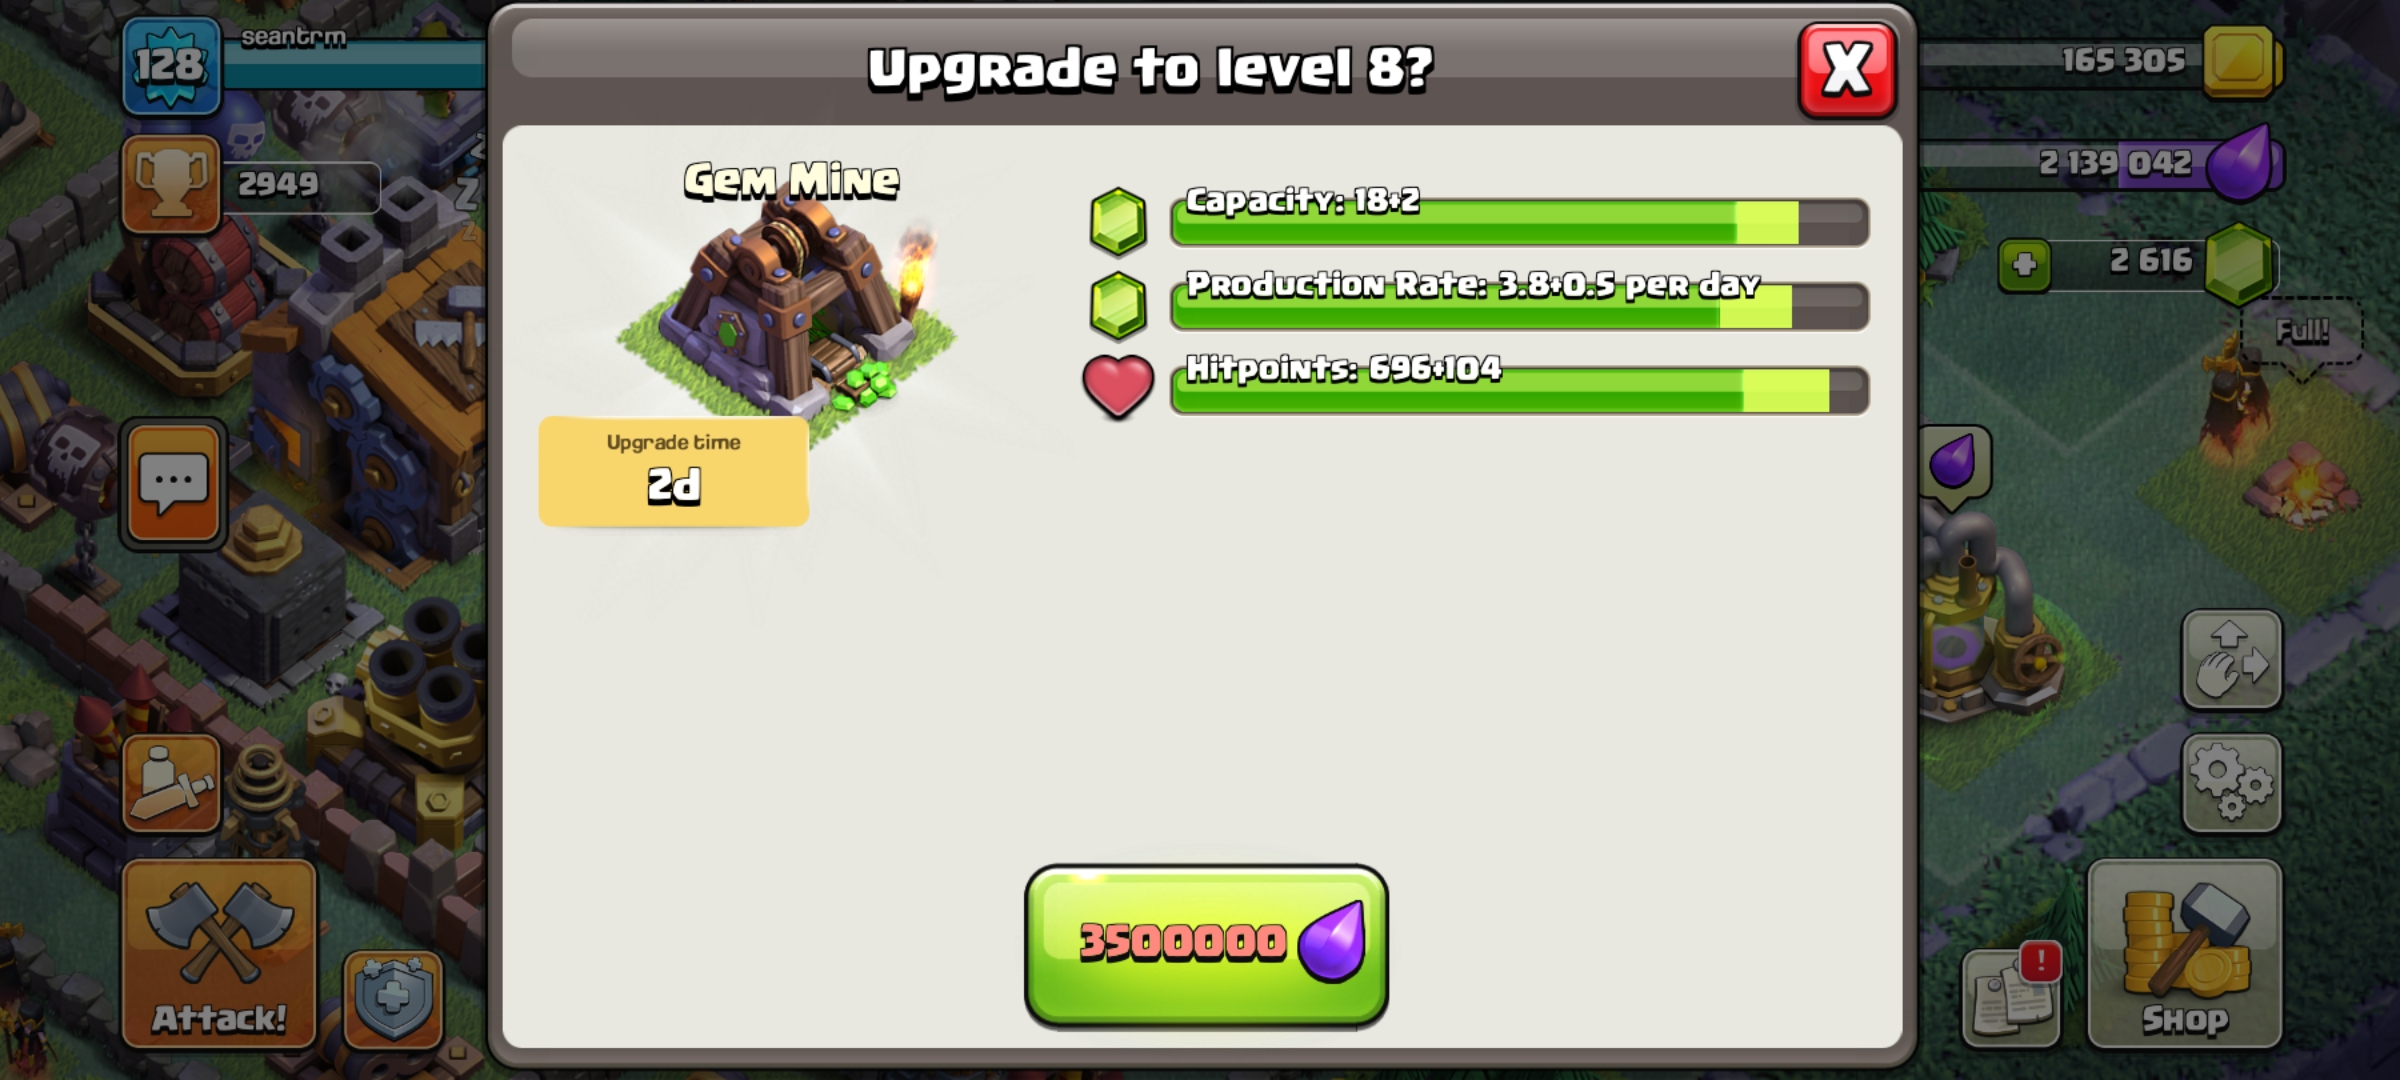 128
seantrm
Upgrade to level 8?
X
165 305
2949
Gem Mine
Capacity: 18+2
2 139 042
Production Rate: 3.8+0.5 per day
2 616
Full!
Hitpoints: 696+104
Upgrade time
2d
z
Z
z
3500000
!
Attack!
Shop